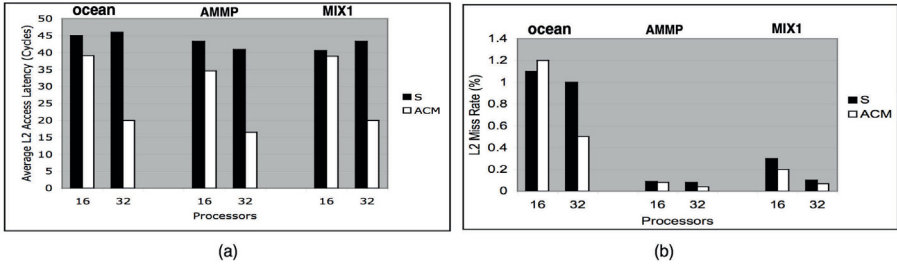 ocean AMMP MIX1
50
45
40
35
30
25
20
15
10
5
0
Average L2 Access Latency (Cycles)
S
ACM
16 32 16 32 16 32
Processors
(a)
ocean AMMP MIX1
1.4
1.2
1
0.8
0.6
0.4
0.2
0
L2 Miss Rate (%)
S
ACM
16 32 16 32 16 32
Processors
(b)